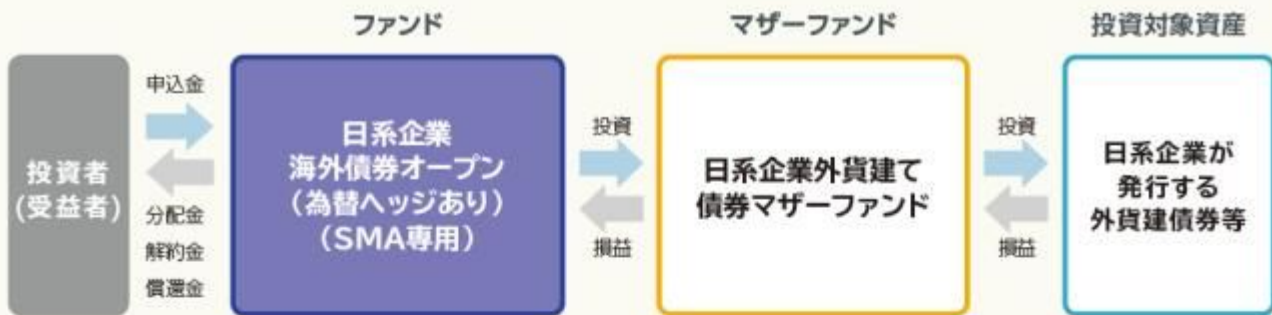 ファンド
マザーファンド
投資対象資産
投資者
(受益者)
申込金
分配金
解約金
償還金
日系企業
海外債券オープン
(為替ヘッジあり)
(SMA専用)
投資
損益
日系企業外貨建て
債券マザーファンド
投資
損益
日系企業が
発行する
外貨建債券等